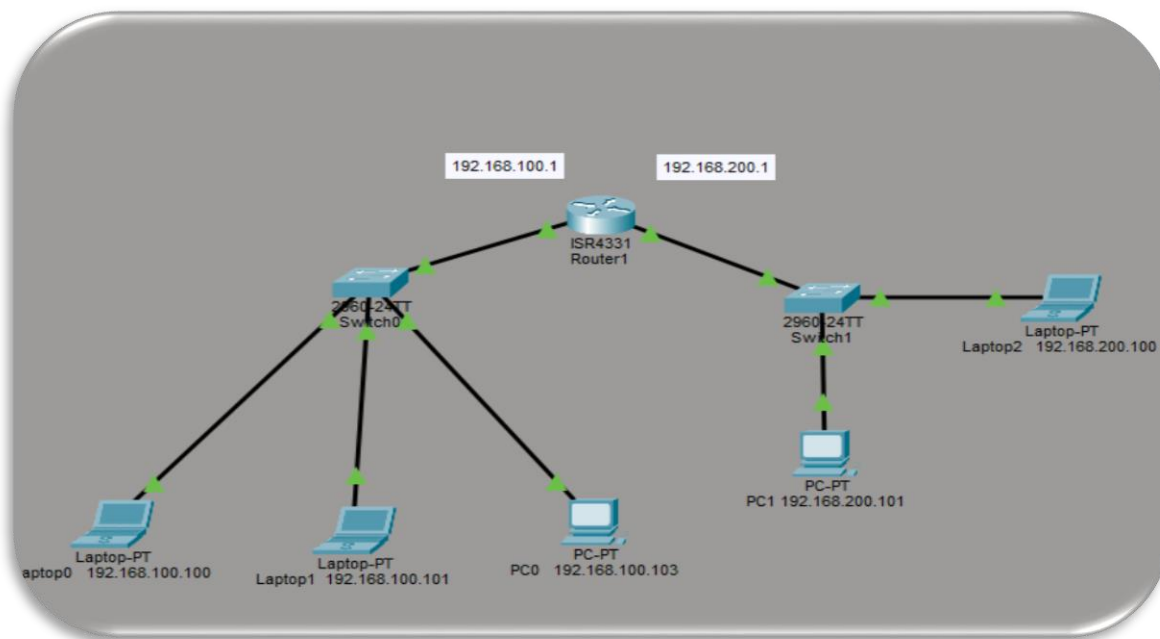 192.168.100.1
192.168.200.1
ISR4331
Router1
2960-24TT
Switch0
2960-24TT
Switch1
Laptop-PT
Laptop2 192.168.200.100
PC-PT
PC1 192.168.200.101
Laptop-PT
aptop0 192.168.100.100
Laptop-PT
Laptop1 192.168.100.101
PC-PT
PC0 192.168.100.103